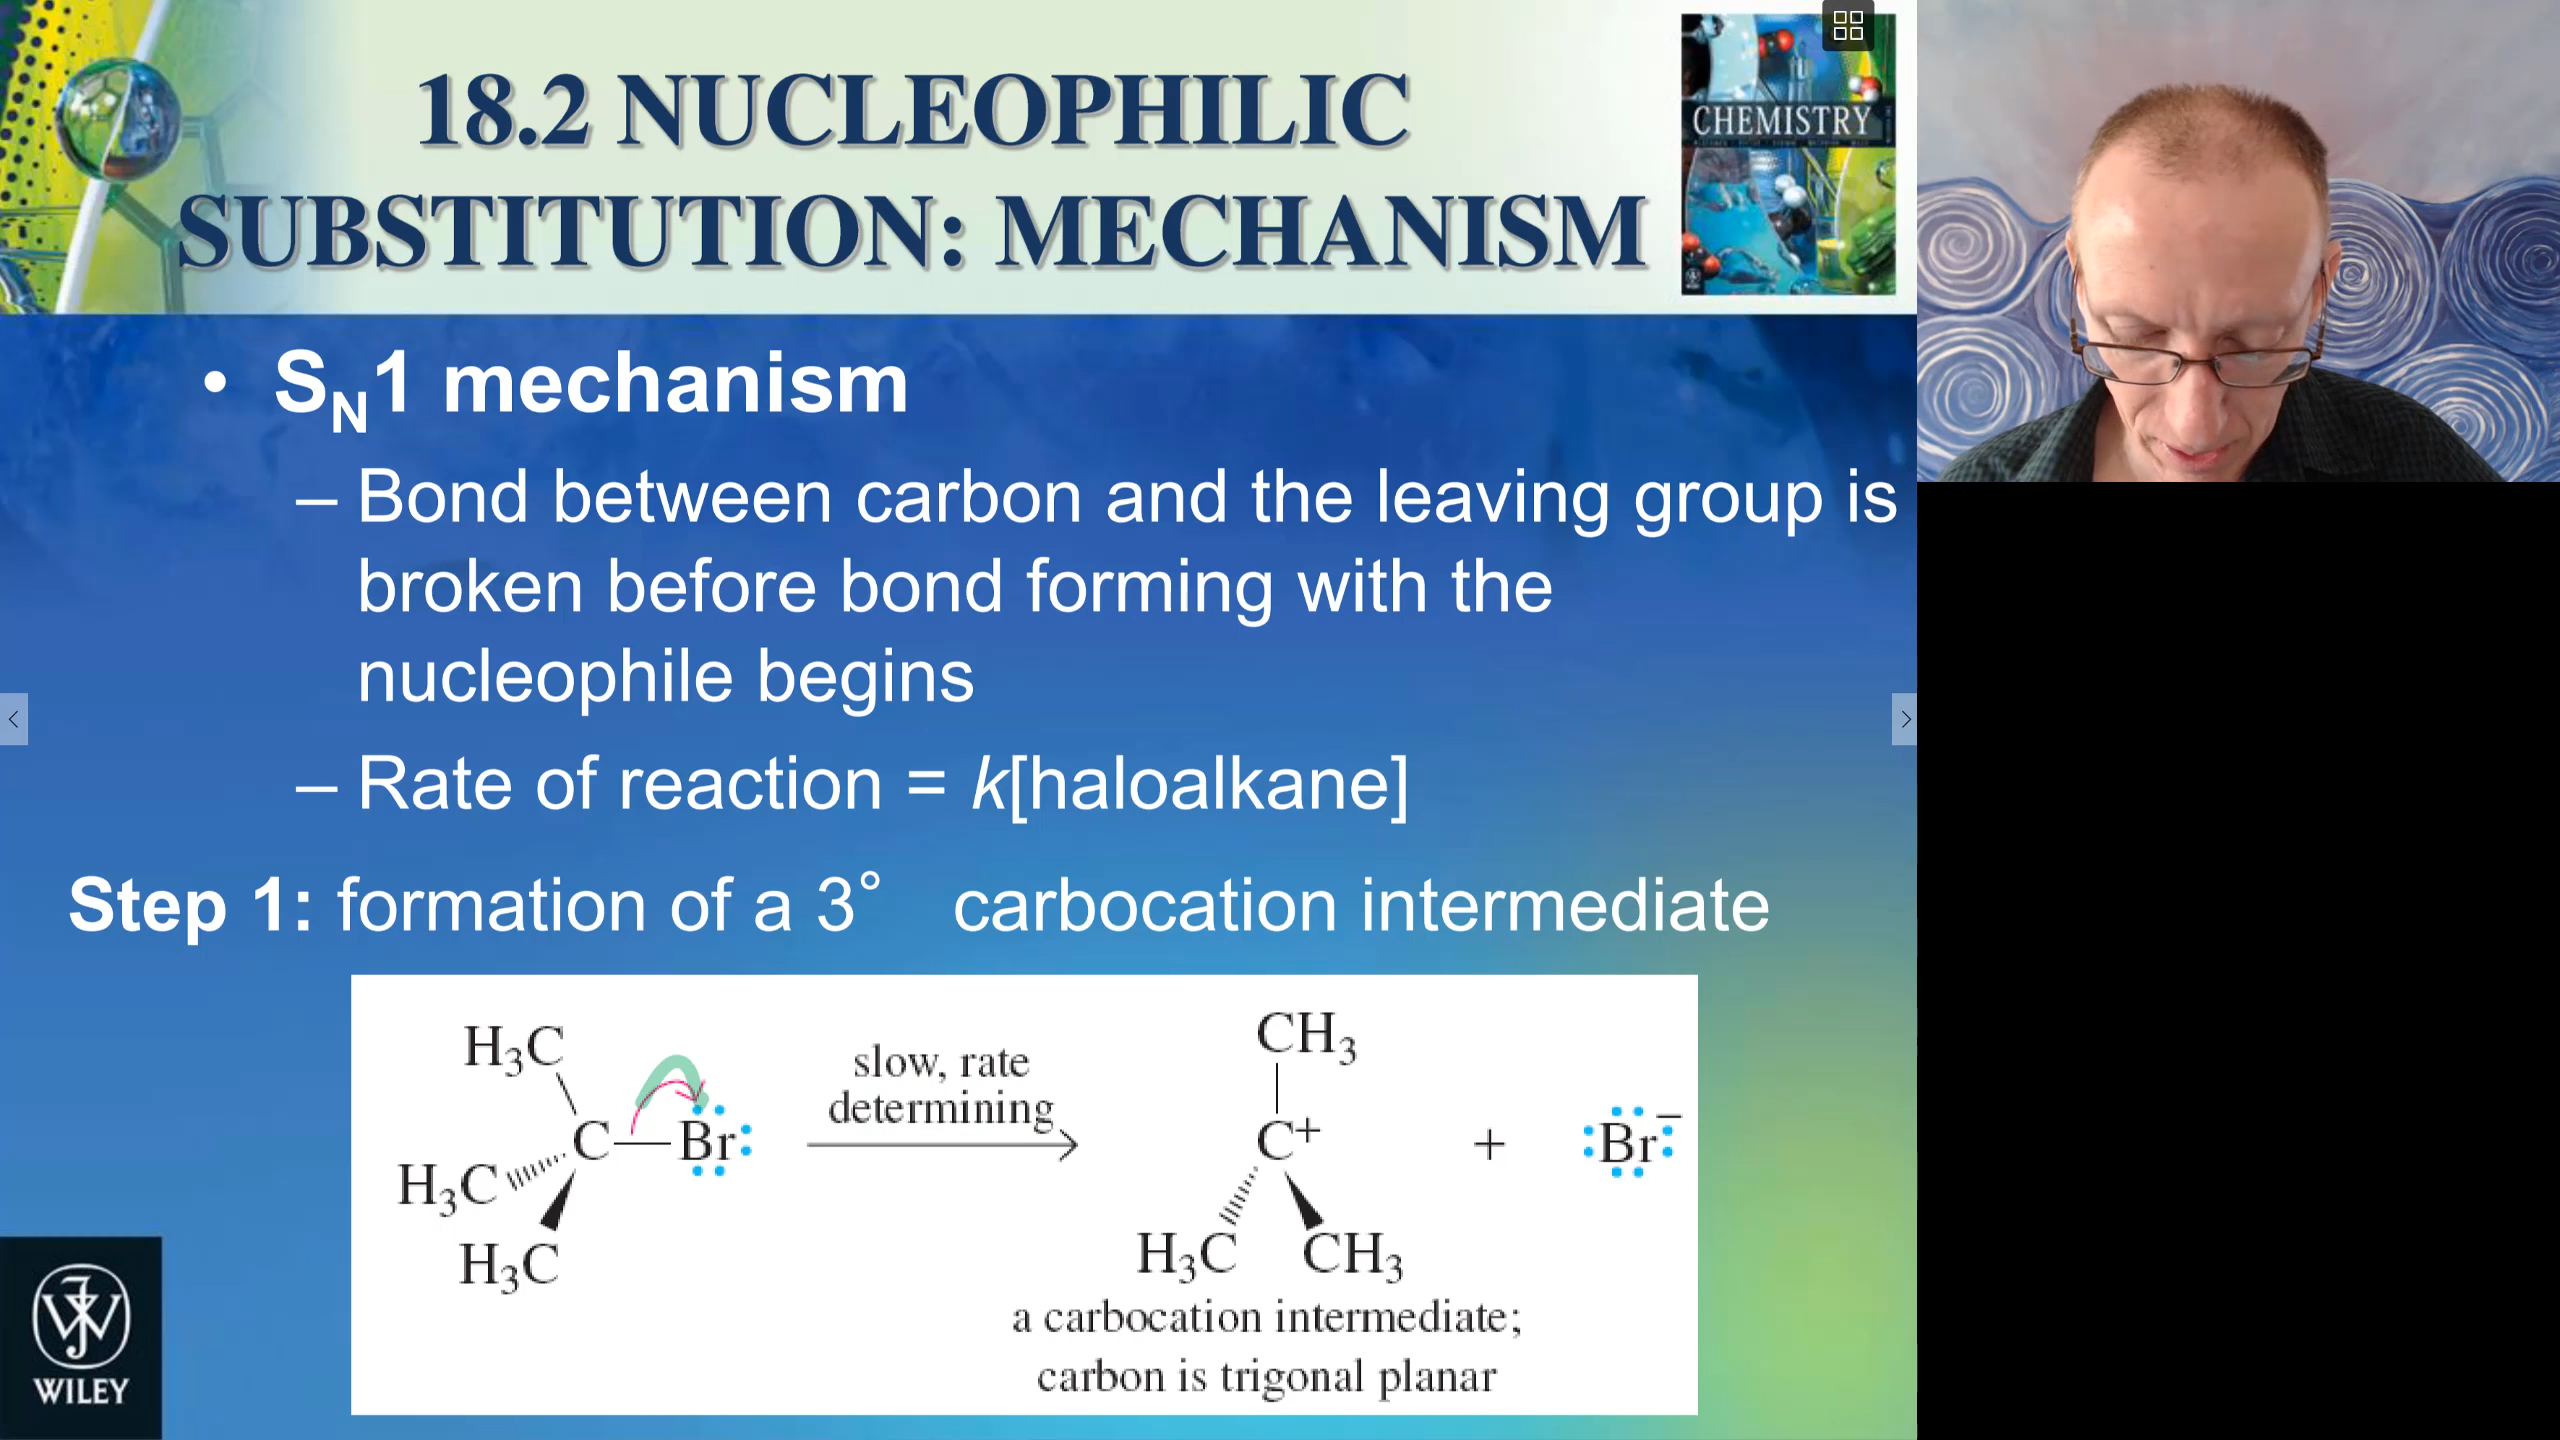 18.2 NUCLEOPHILIC
SUBSTITUTION: MECHANISM
CHEMISTRY
• S_N1 mechanism
– Bond between carbon and the leaving group is
broken before bond forming with the
nucleophile begins
– Rate of reaction = k[haloalkane]
Step 1: formation of a 3° carbocation intermediate
H₃C
H₃C
H₃C
C—Br
slow, rate
determining
CH₃
C+
H₃C CH₃
+
Br⁻
a carbocation intermediate;
carbon is trigonal planar
WILEY